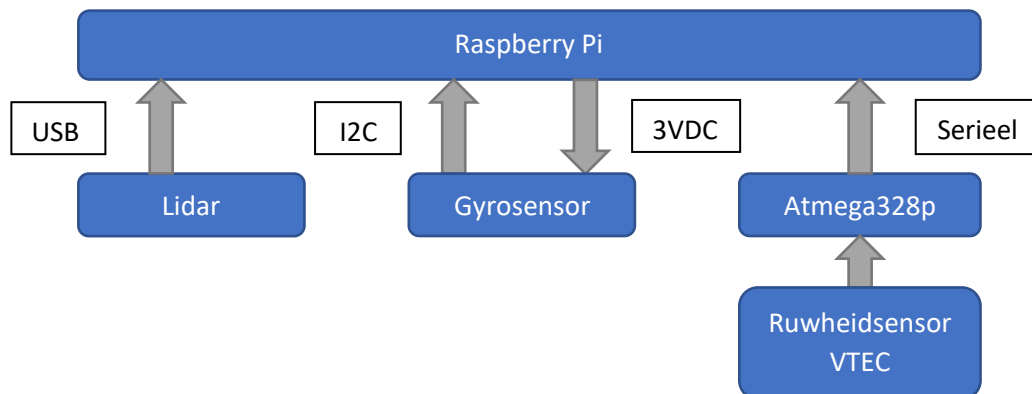 Raspberry Pi
USB
I2C
3VDC
Serieel
Lidar
Gyrosensor
Atmega328p
Ruwheidsensor
VTEC